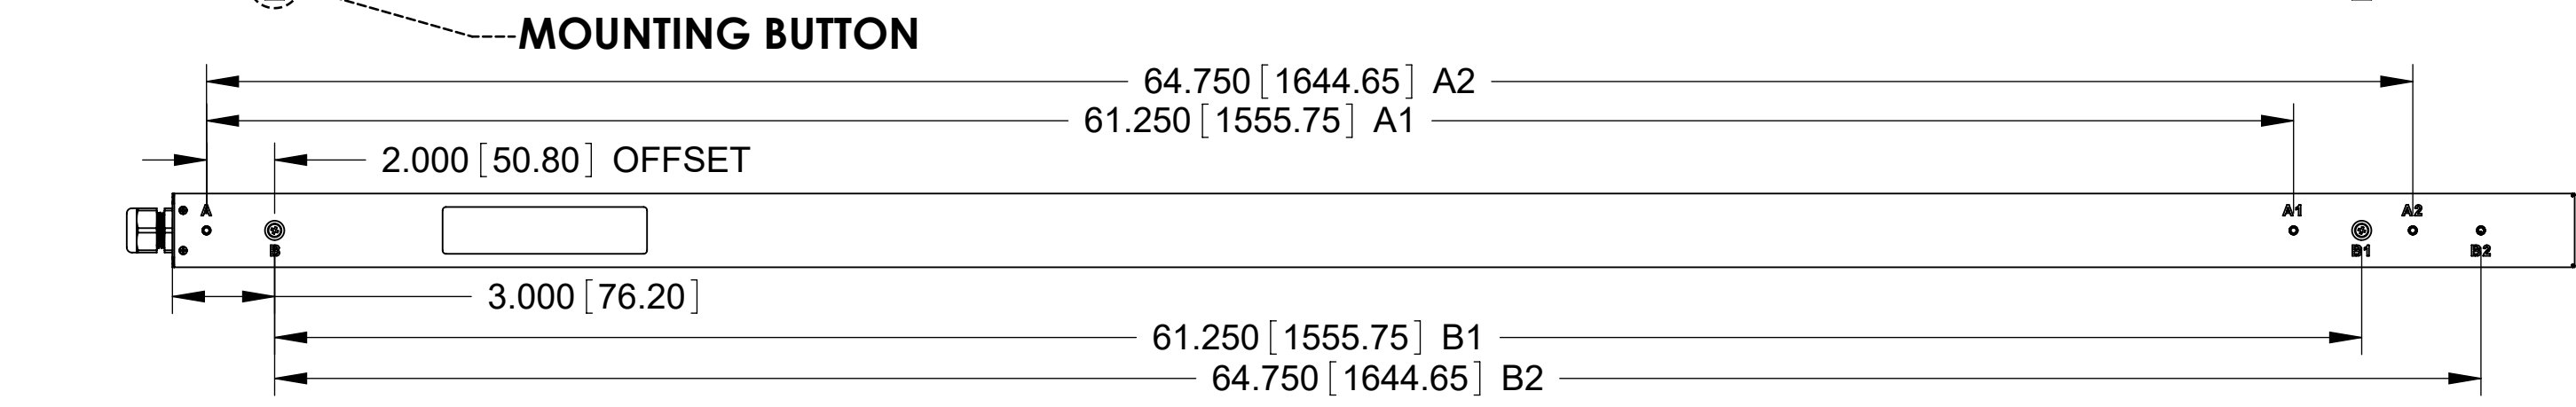 MOUNTING BUTTON
64.750 [1644.65] A2
61.250 [1555.75] A1
2.000 [50.80] OFFSET
A
A1
A2
B
B1
B2
3.000 [76.20]
61.250 [1555.75] B1
64.750 [1644.65] B2